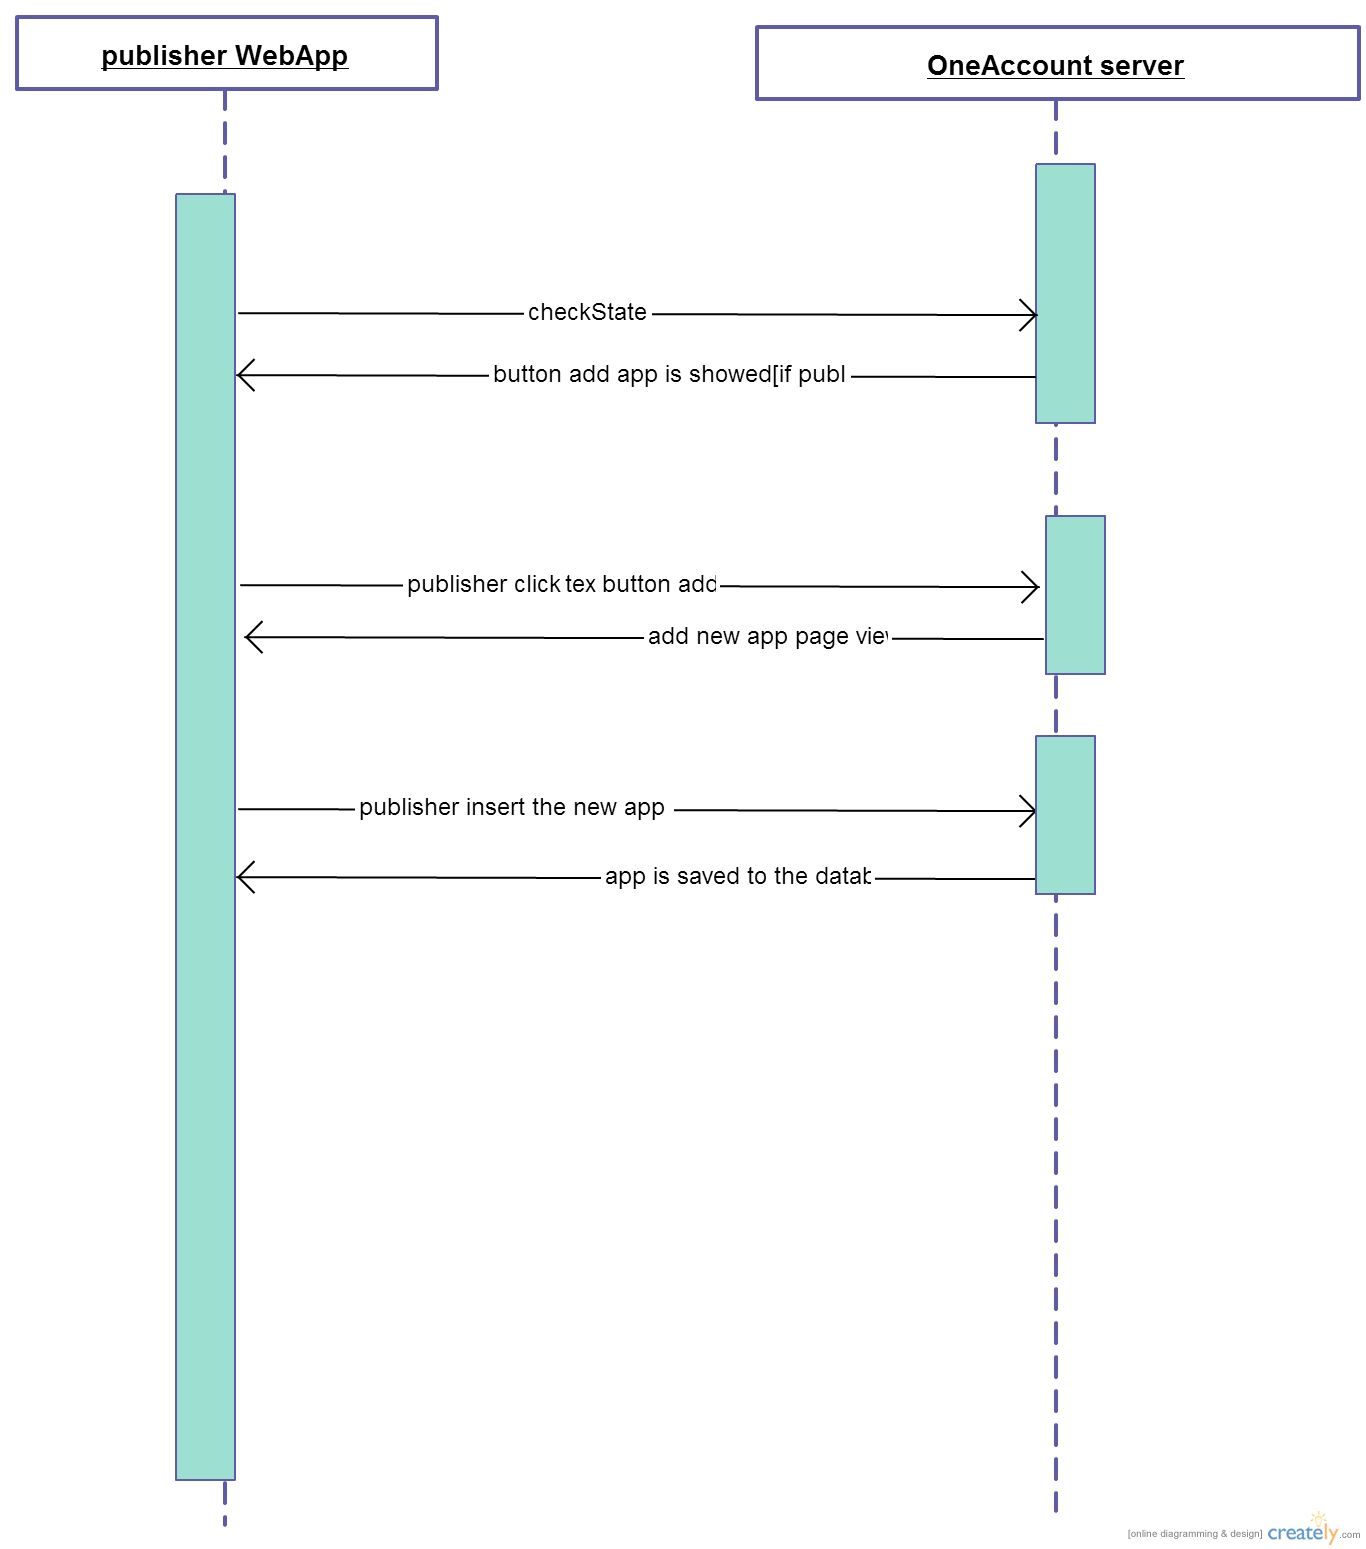 publisher WebApp
OneAccount server
checkState
button add app is showed[if publ
publisher click tex button add
add new app page vie
publisher insert the new app
app is saved to the datab
[online diagramming & design] creately.com